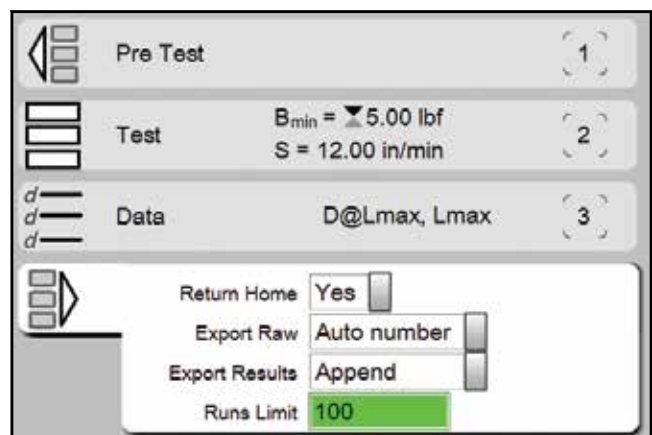 Pre Test 1
Test
Bmin = 5.00 lbf
S = 12.00 in/min
2
d
d
d
Data D@Lmax, Lmax 3
Return Home Yes
Export Raw Auto number
Export Results Append
Runs Limit 100